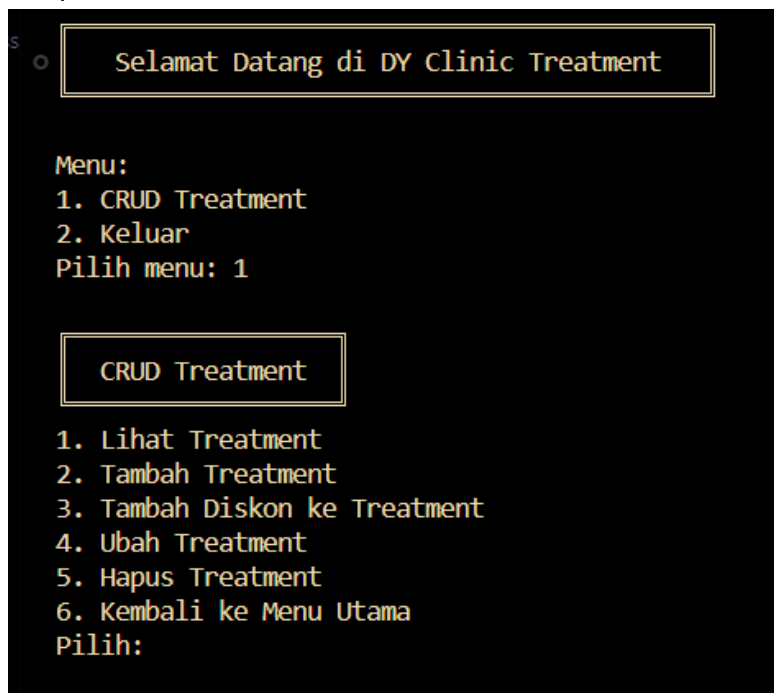 Selamat Datang di DY Clinic Treatment
Menu:
1. CRUD Treatment
2. Keluar
Pilih menu: 1
CRUD Treatment
1. Lihat Treatment
2. Tambah Treatment
3. Tambah Diskon ke Treatment
4. Ubah Treatment
5. Hapus Treatment
6. Kembali ke Menu Utama
Pilih: